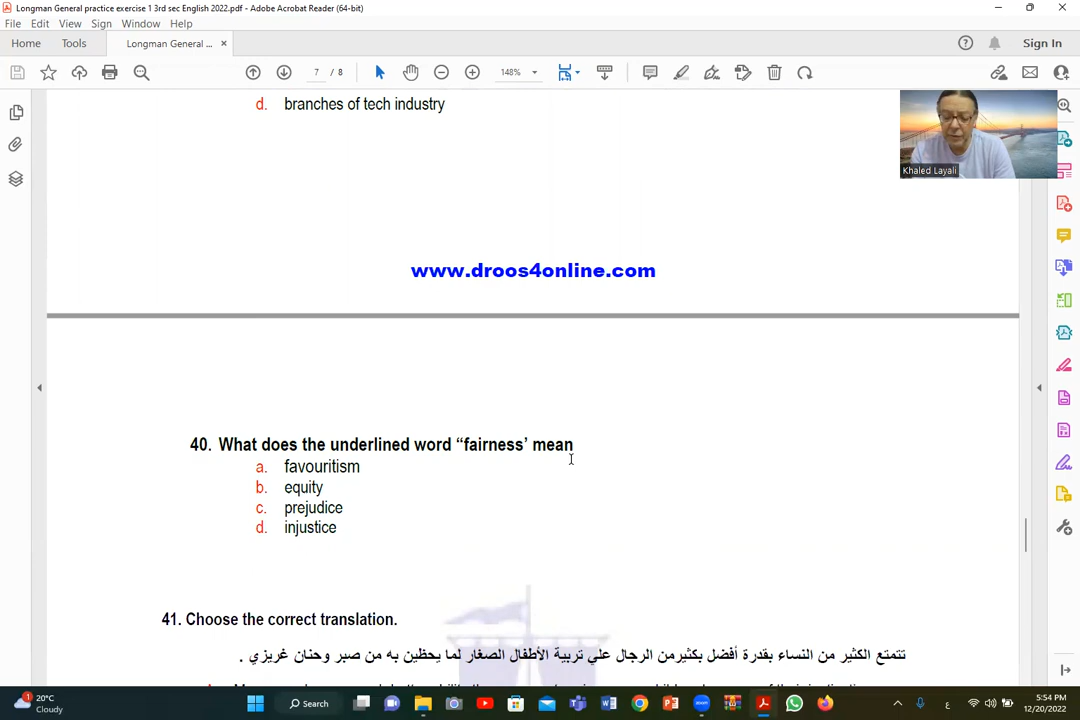 Longman General practice exercise 1 3rd sec English 2022.pdf - Adobe Acrobat Reader (64-bit)
File Edit View Sign Window Help
Home Tools Longman General ... × Sign In
7 / 8 148%
d. branches of tech industry
Khaled Layali
www.droos4online.com
40. What does the underlined word “fairness’ mean
a. favouritism
b. equity
c. prejudice
d. injustice
41. Choose the correct translation.
تتمتع الكثير من النساء بقدرة أفضل بكثيرمن الرجال علي تربية الأطفال الصغار لما يحظين به من صبر وحنان غريزي .
20°C
Cloudy
Search
5:54 PM
12/20/2022